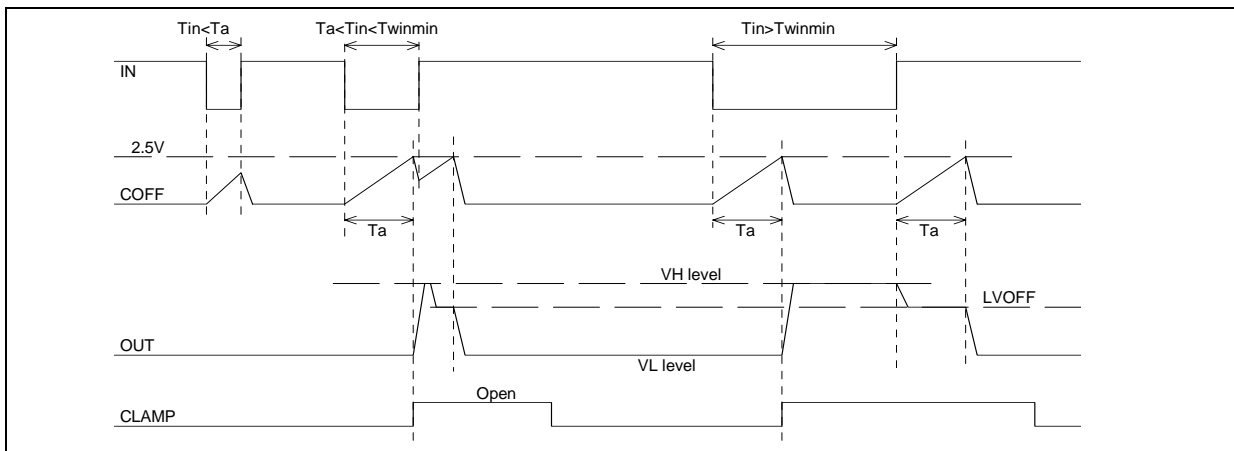 Tin<Ta
Ta<Tin<Twinmin
Tin>Twinmin
IN
2.5V
COFF
Ta
Ta
Ta
VH level
LVOFF
OUT
VL level
Open
CLAMP